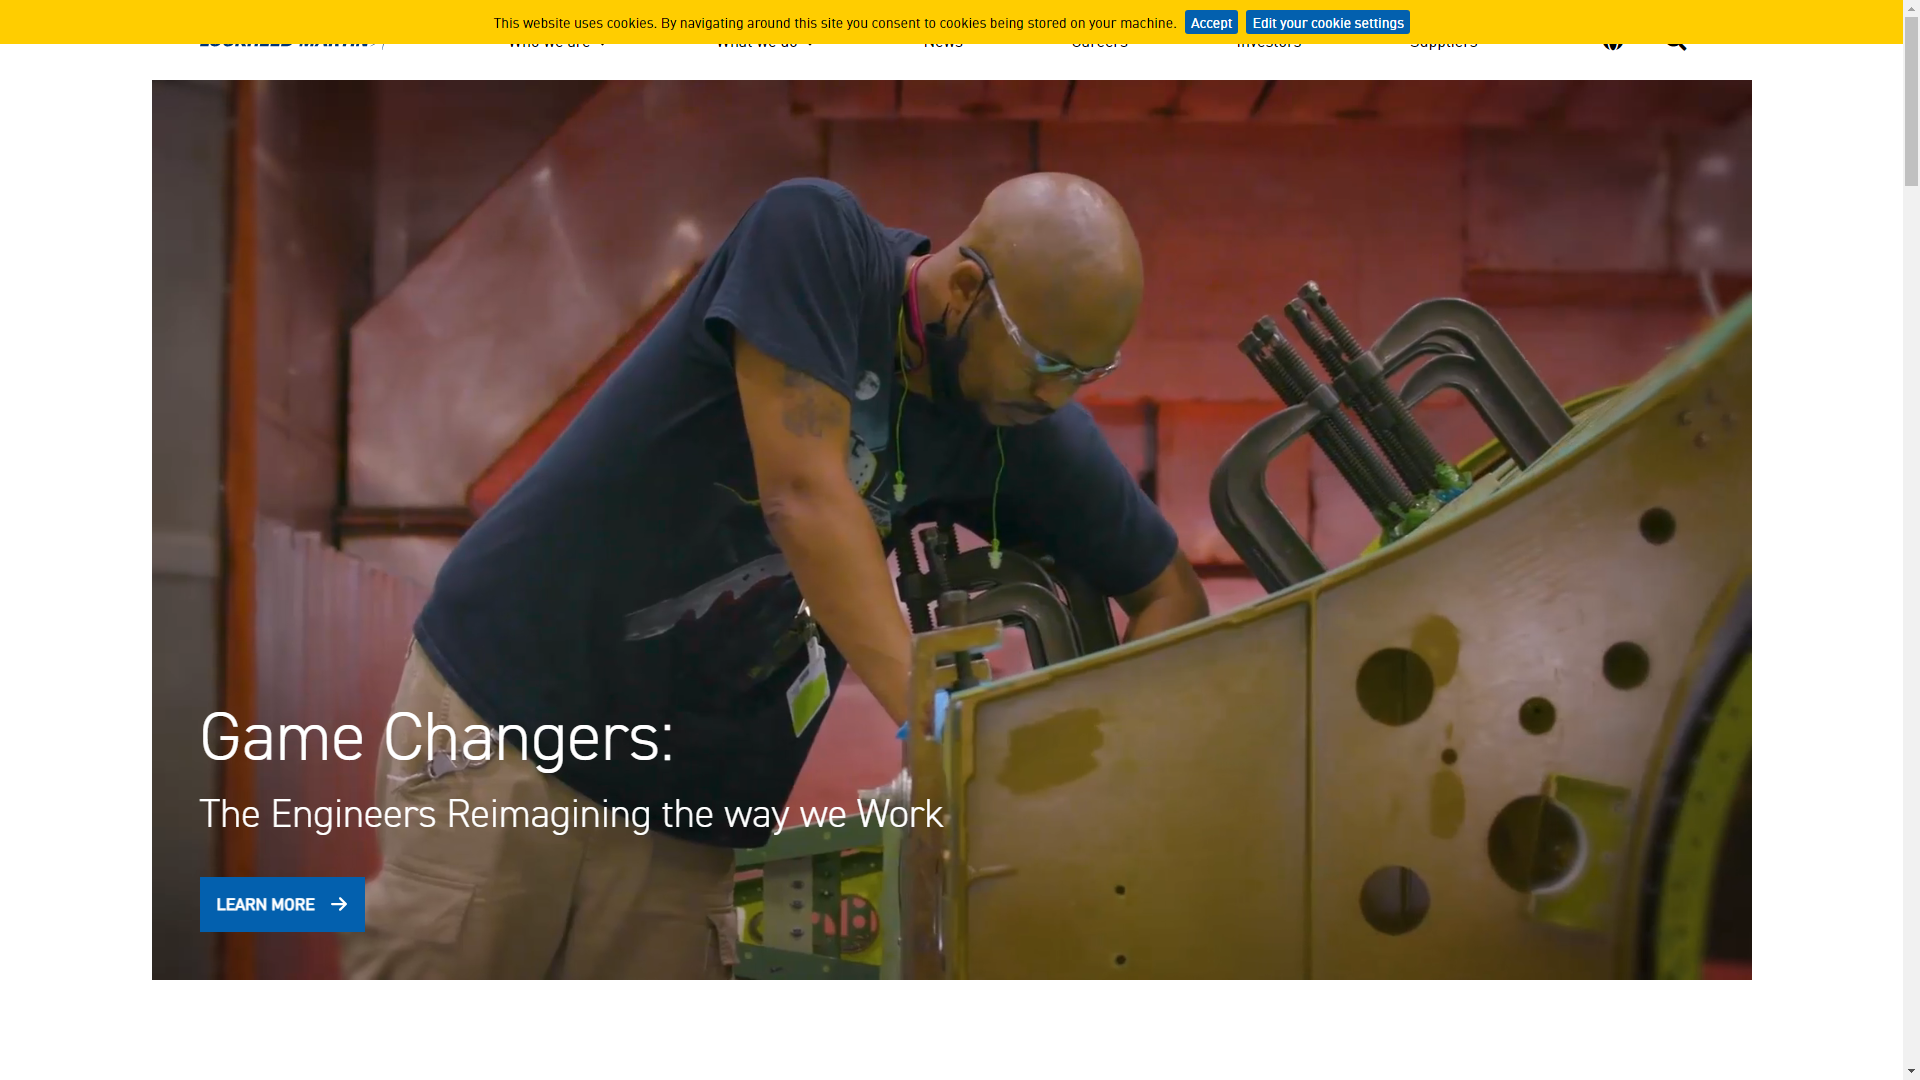 This website uses cookies. By navigating around this site you consent to cookies being stored on your machine. Accept Edit your cookie settings
LOCKHEED MARTIN Who we are What we do News Careers Investors Suppliers
Game Changers:
The Engineers Reimagining the way we Work
LEARN MORE